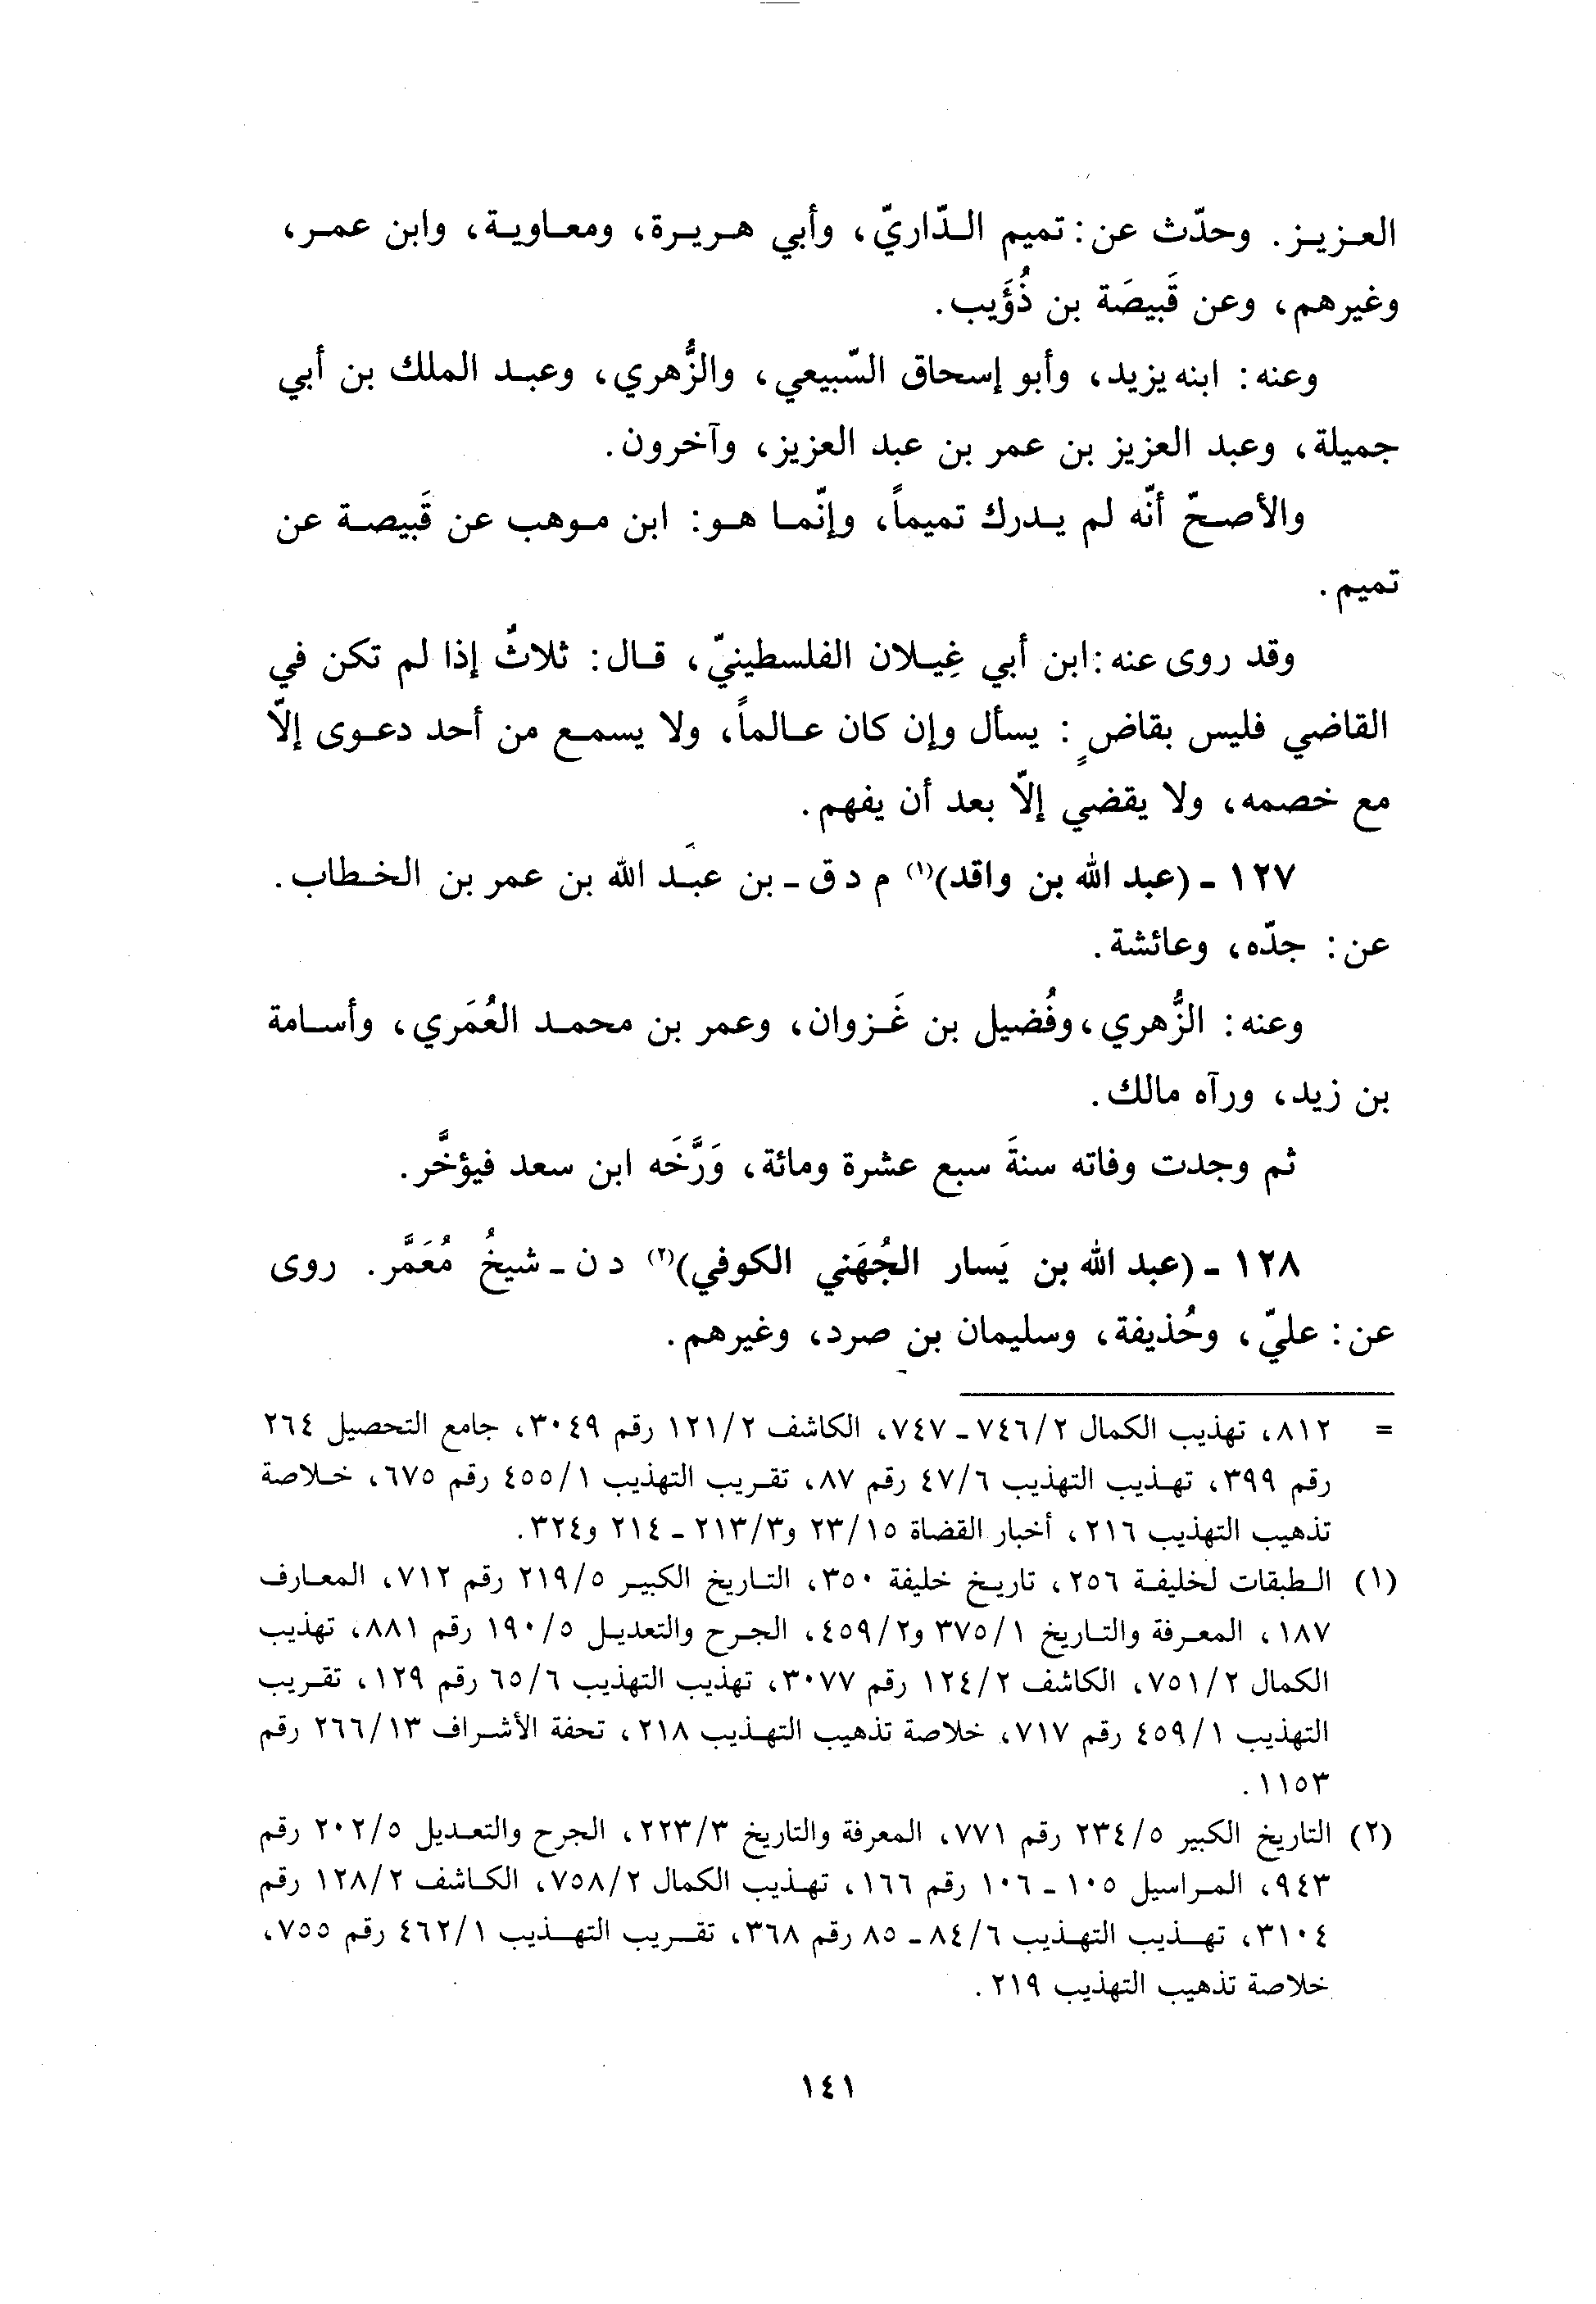 العزيز. وحدّث عن: تميم الدّاريّ، وأبي هريرة، ومعاوية، وابن عمر،
وغيرهم، وعن قَبيصَة بن ذُؤَيب.
وعنه: ابنه يزيد، وأبو إسحاق السّبيعي، والزُّهري، وعبد الملك بن أبي
جميلة، وعبد العزيز بن عمر بن عبد العزيز، وآخرون.
والأصحّ أنّه لم يدرك تميماً، وإنّما هو: ابن موهب عن قَبيصة عن
تميم.
وقد روى عنه: ابن أبي غِيلان الفلسطينيّ، قال: ثلاثٌ إذا لم تكن في
القاضي فليس بقاضٍ: يسأل وإن كان عالماً، ولا يسمع من أحد دعوى إلاّ
مع خصمه، ولا يقضي إلاّ بعد أن يفهم.
١٢٧ ـ (عبد الله بن واقد)(١) م د ق ـ بن عبَد الله بن عمر بن الخطاب.
عن: جدّه، وعائشة.
وعنه: الزُّهري، وفُضيل بن غَزوان، وعمر بن محمد العُمَري، وأسامة
بن زيد، ورآه مالك.
ثم وجدت وفاته سنةَ سبع عشرة ومائة، وَرَّخَه ابن سعد فيؤخَّر.
١٢٨ ـ (عبد الله بن يَسار الجُهَني الكوفي)(٢) د ن ـ شيخُ مُعَمَّر. روى
عن: عليّ، وحُذيفة، وسليمان بن صرد، وغيرهم.
= ٨١٢، تهذيب الكمال ٧٤٦/٢ ـ ٧٤٧، الكاشف ١٢١/٢ رقم ٣٠٤٩، جامع التحصيل ٢٦٤
رقم ٣٩٩، تهذيب التهذيب ٤٧/٦ رقم ٨٧، تقريب التهذيب ٤٥٥/١ رقم ٦٧٥، خلاصة
تذهيب التهذيب ٢١٦، أخبار القضاة ٢٣/١٥ و٢١٣/٣ ـ ٢١٤ و٣٢٤.
(١) الطبقات لخليفة ٢٥٦، تاريخ خليفة ٣٥٠، التاريخ الكبير ٢١٩/٥ رقم ٧١٢، المعارف
١٨٧، المعرفة والتاريخ ٣٧٥/١ و٤٥٩/٢، الجرح والتعديل ١٩٠/٥ رقم ٨٨١، تهذيب
الكمال ٧٥١/٢، الكاشف ١٢٤/٢ رقم ٣٠٧٧، تهذيب التهذيب ٦٥/٦ رقم ١٢٩، تقريب
التهذيب ٤٥٩/١ رقم ٧١٧، خلاصة تذهيب التهذيب ٢١٨، تحفة الأشراف ٢٦٦/١٣ رقم
١١٥٣.
(٢) التاريخ الكبير ٢٣٤/٥ رقم ٧٧١، المعرفة والتاريخ ٢٢٣/٣، الجرح والتعديل ٢٠٢/٥ رقم
٩٤٣، المراسيل ١٠٥ ـ ١٠٦ رقم ١٦٦، تهذيب الكمال ٧٥٨/٢، الكاشف ١٢٨/٢ رقم
٣١٠٤، تهذيب التهذيب ٨٤/٦ ـ ٨٥ رقم ٣٦٨، تقريب التهذيب ٤٦٢/١ رقم ٧٥٥،
خلاصة تذهيب التهذيب ٢١٩.
١٤١